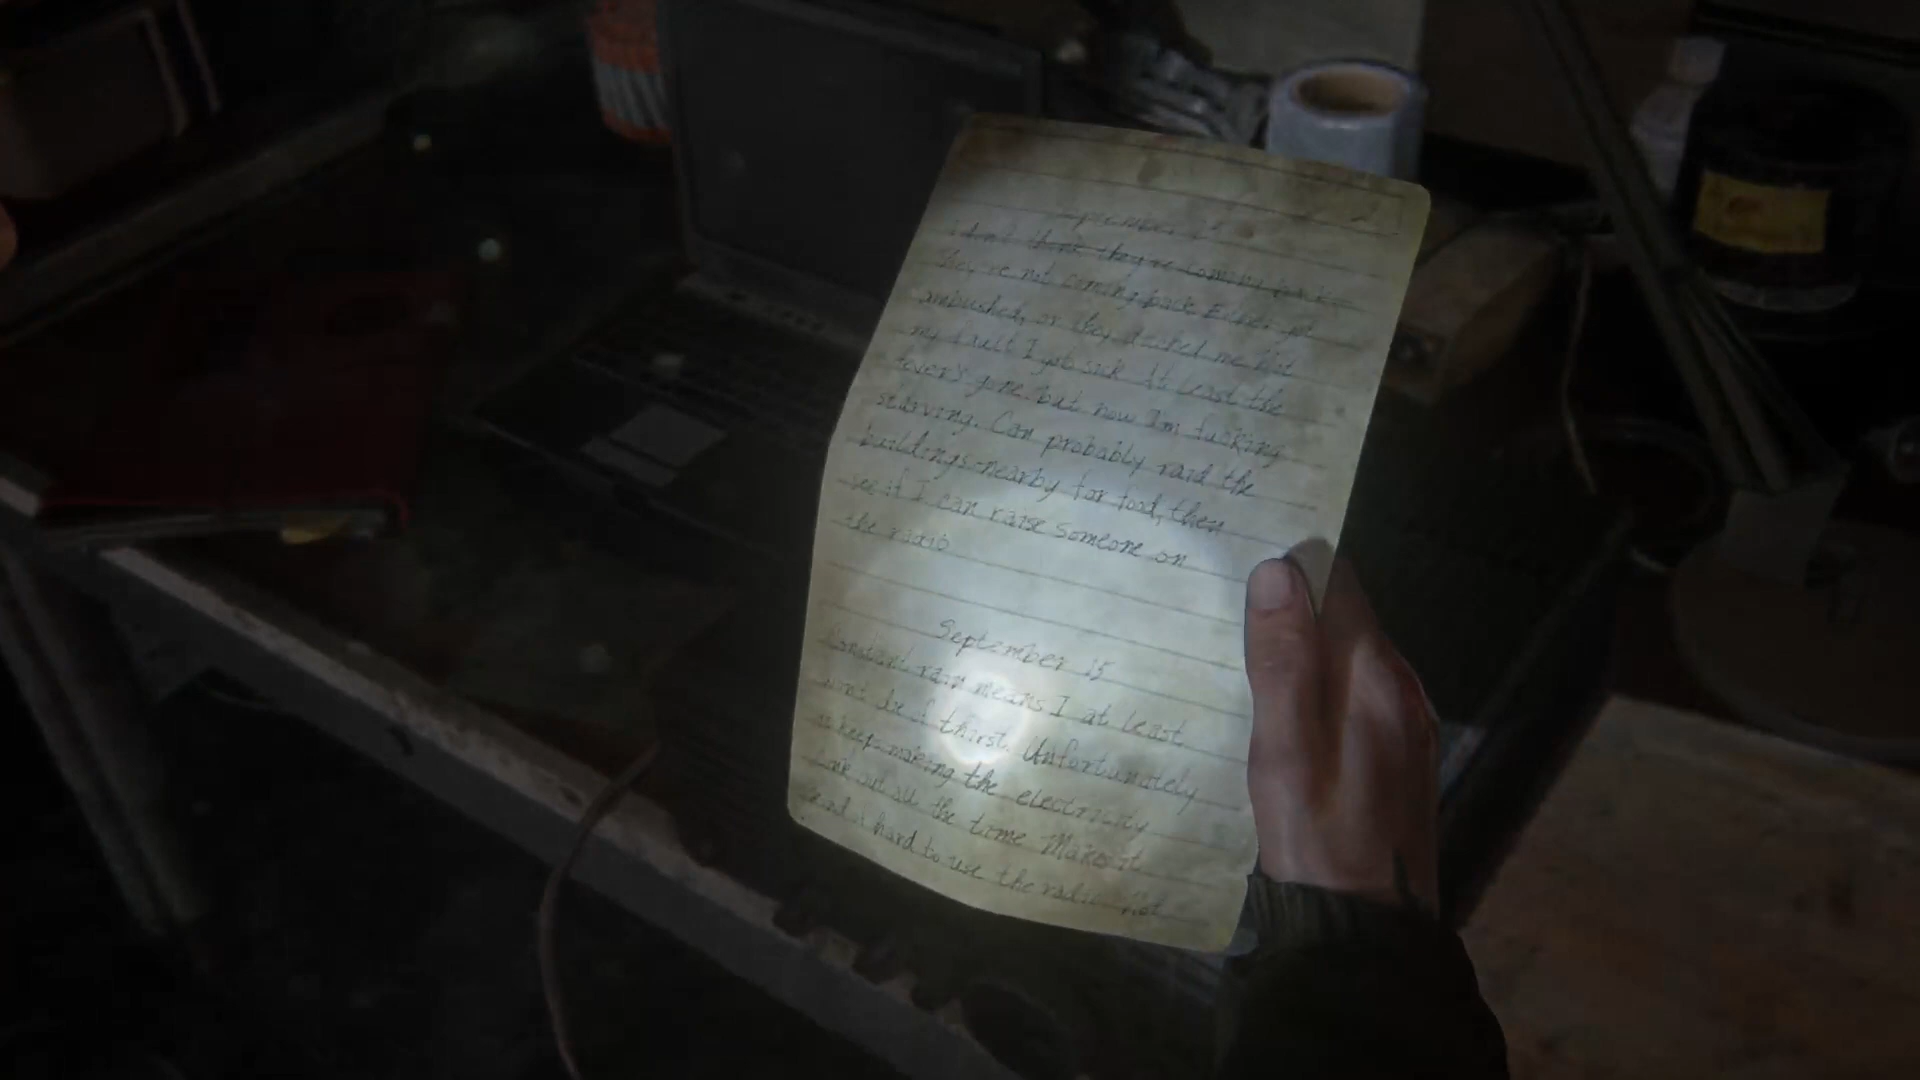 I don't think they're coming back
They're not coming back Either got
ambushed, or they ditched me Not
my fault I got sick At least the
fever's gone but now I'm fucking
starving. Can probably raid the
buildings nearby for food, then
see if I can raise someone on
the radio
September 15
Constant rain means I at least
won't die of thirst. Unfortunately
it keeps making the electricity
conk out all the time Makes it
hard to use the radio Not